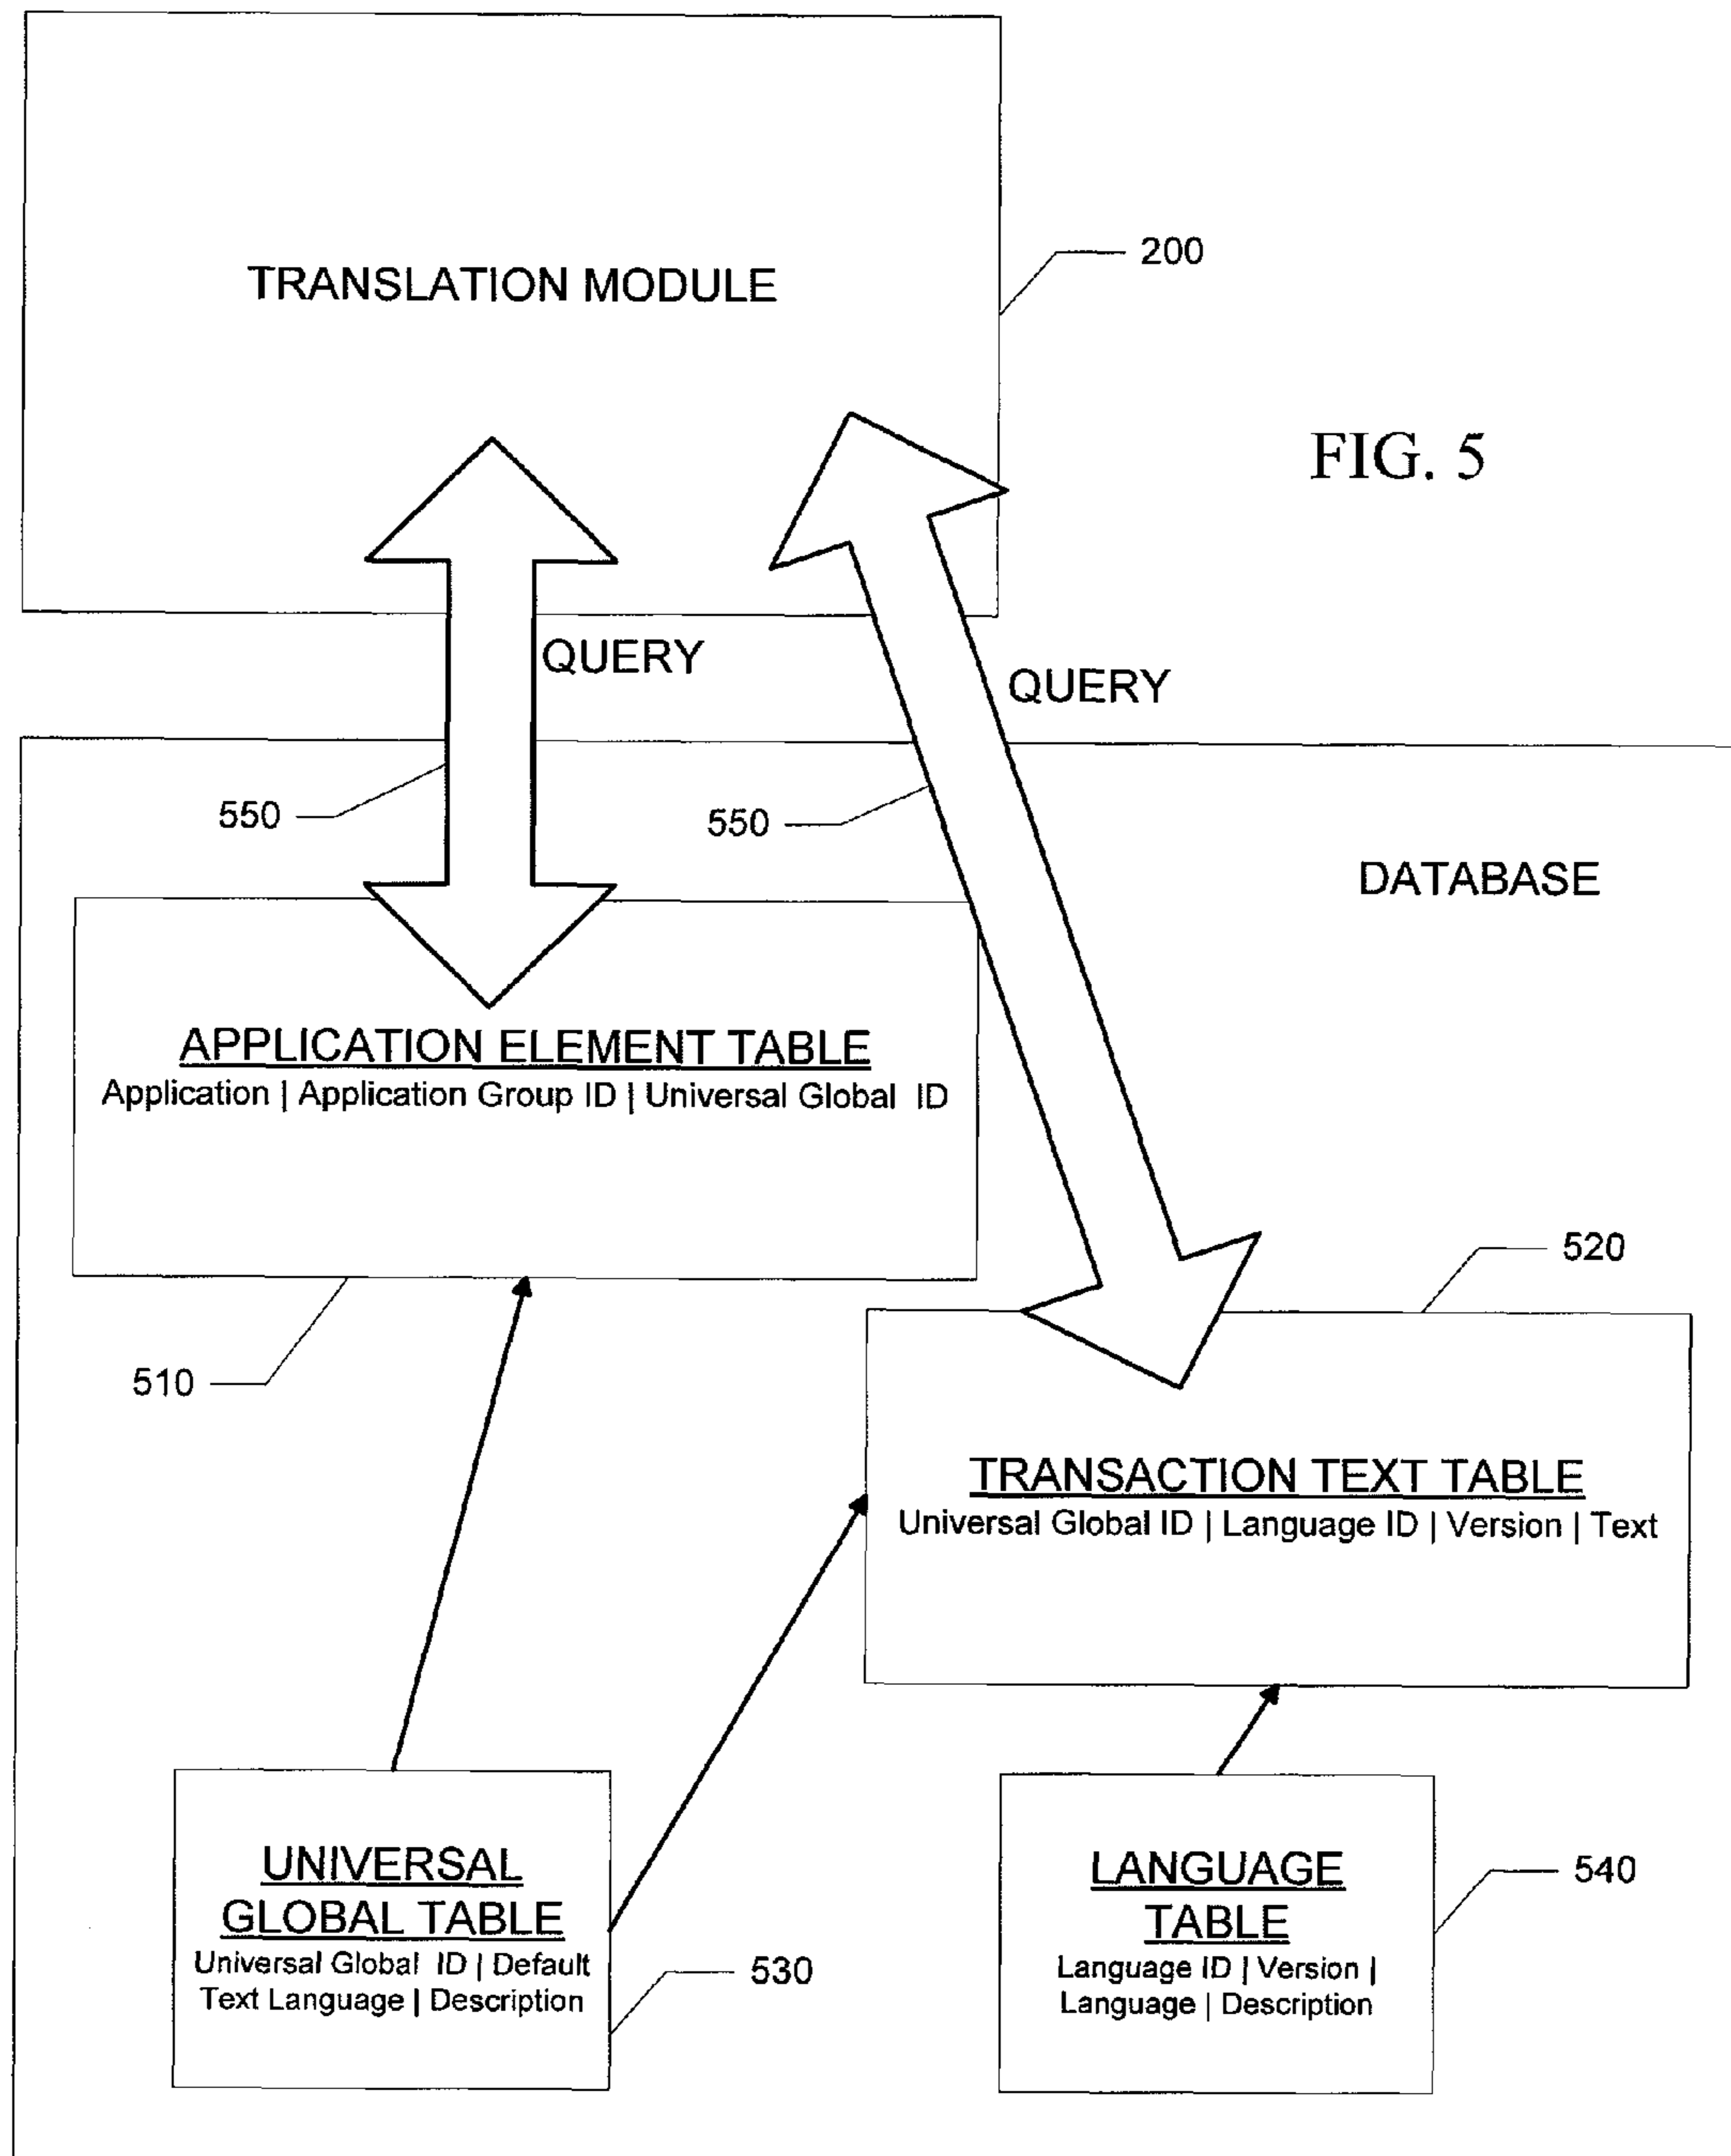 TRANSLATION MODULE
200
FIG. 5
QUERY
QUERY
550
550
DATABASE
APPLICATION ELEMENT TABLE
Application | Application Group ID | Universal Global ID
520
510
TRANSACTION TEXT TABLE
Universal Global ID | Language ID | Version | Text
UNIVERSAL
GLOBAL TABLE
Universal Global ID | Default
Text Language | Description
530
LANGUAGE
TABLE
Language ID | Version |
Language | Description
540